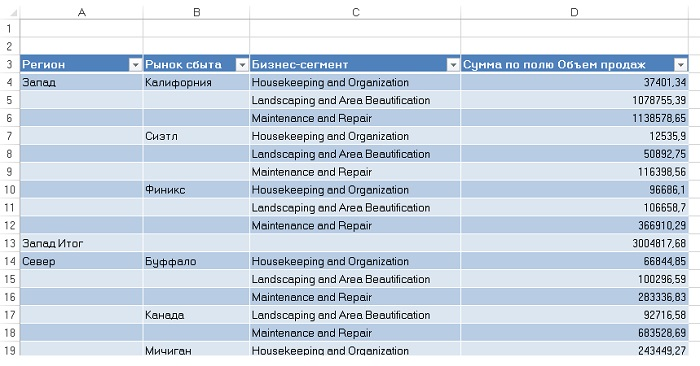 A B C D
1
2
3 Регион Рынок сбыта Бизнес-сегмент Сумма по полю Объем продаж
4 Запад Калифорния Housekeeping and Organization 37401,34
5 Landscaping and Area Beautification 1078755,39
6 Maintenance and Repair 1138578,65
7 Сиэтл Housekeeping and Organization 12535,9
8 Landscaping and Area Beautification 50892,75
9 Maintenance and Repair 116398,56
10 Финикс Housekeeping and Organization 96686,1
11 Landscaping and Area Beautification 106658,7
12 Maintenance and Repair 366910,29
13 Запад Итог 3004817,68
14 Север Буффало Housekeeping and Organization 66844,85
15 Landscaping and Area Beautification 100296,59
16 Maintenance and Repair 283336,83
17 Канада Landscaping and Area Beautification 92716,58
18 Maintenance and Repair 683528,69
19 Мичиган Housekeeping and Organization 243449,27